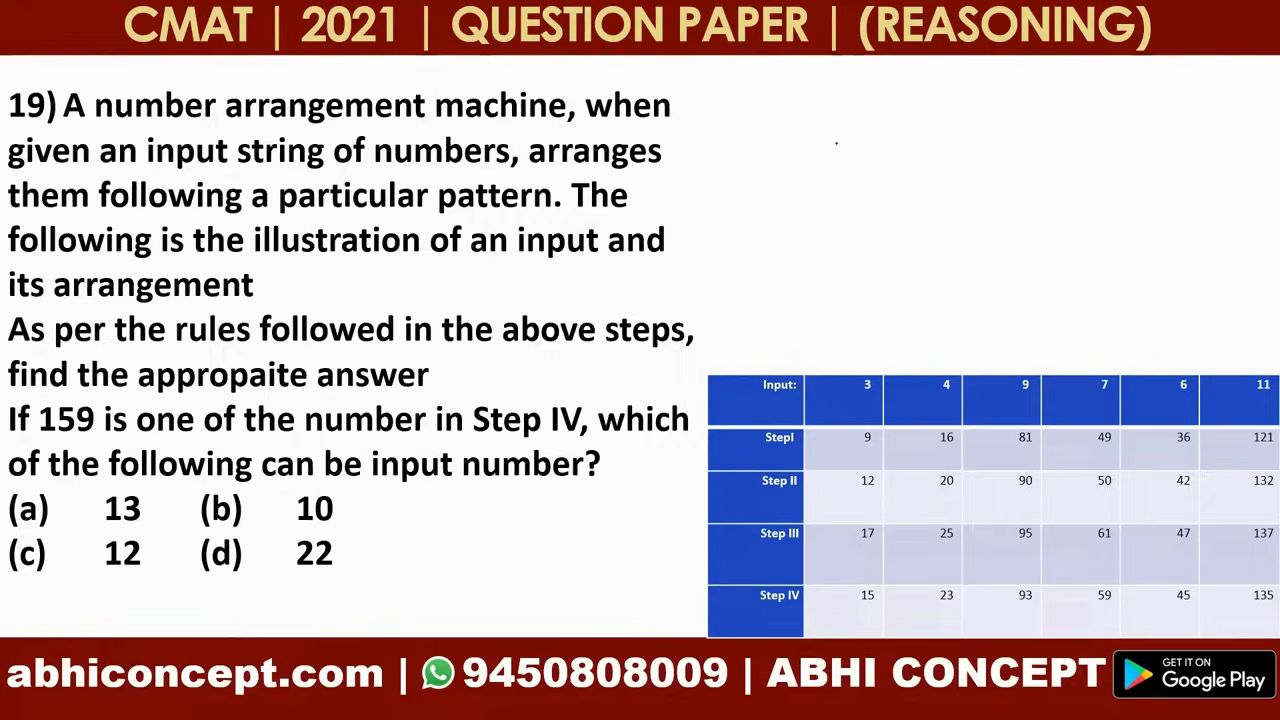 CMAT | 2021 | QUESTION PAPER | (REASONING)
19) A number arrangement machine, when
given an input string of numbers, arranges
them following a particular pattern. The
following is the illustration of an input and
its arrangement
As per the rules followed in the above steps,
find the appropaite answer
If 159 is one of the number in Step IV, which
of the following can be input number?
(a) 13 (b) 10
(c) 12 (d) 22
Input: 3 4 9 7 6 11
StepI 9 16 81 49 36 121
Step II 12 20 90 50 42 132
Step III 17 25 95 61 47 137
Step IV 15 23 93 59 45 135
abhiconcept.com | 9450808009 | ABHI CONCEPT
GET IT ON
Google Play